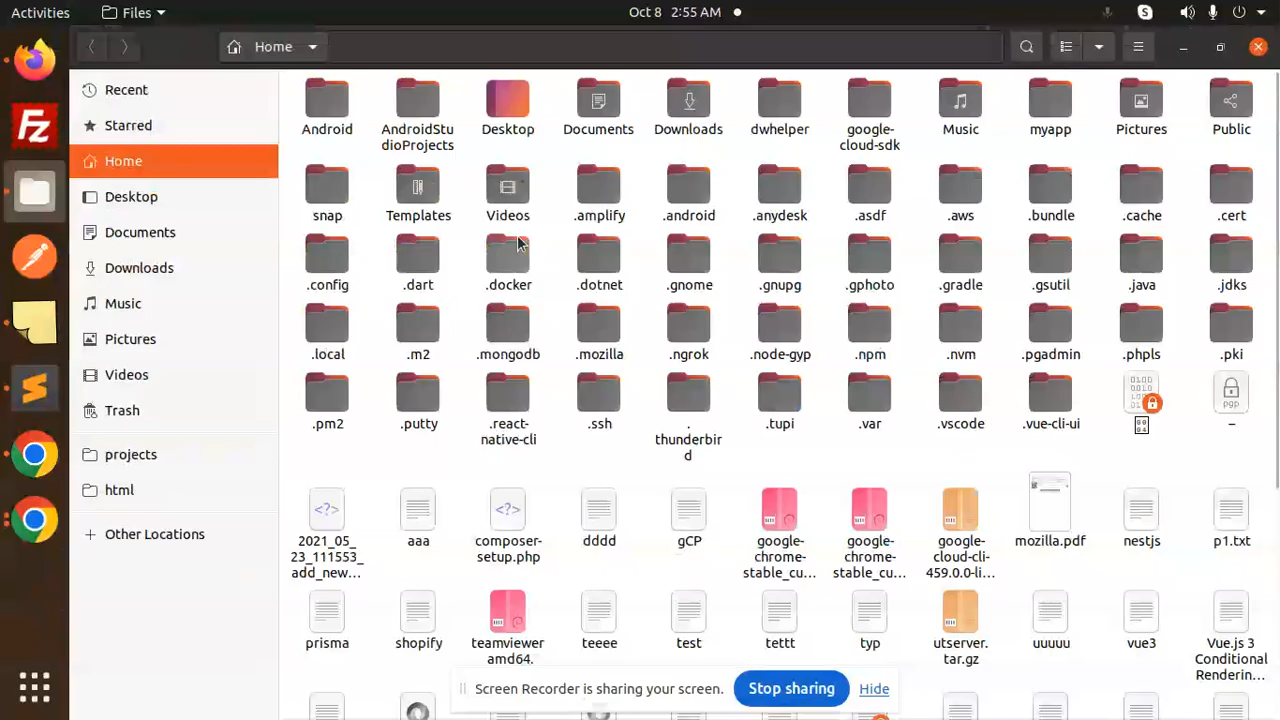 Activities Files Oct 8 2:55 AM
Home
Recent
Starred
Home
Desktop
Documents
Downloads
Music
Pictures
Videos
Trash
projects
html
Other Locations
Android AndroidStu Desktop Documents Downloads dwhelper google- Music myapp Pictures Public
dioProjects cloud-sdk
snap Templates Videos .amplify .android .anydesk .asdf .aws .bundle .cache .cert
.config .dart .docker .dotnet .gnome .gnupg .gphoto .gradle .gsutil .java .jdks
.local .m2 .mongodb .mozilla .ngrok .node-gyp .npm .nvm .pgadmin .phpls .pki
pgp
.pm2 .putty .react- .ssh . .tupi .var .vscode .vue-cli-ui –
native-cli thunderbir
d
2021_05_ aaa composer- dddd gCP google- google- google- mozilla.pdf nestjs p1.txt
23_111553_ setup.php chrome- chrome- cloud-cli-
add_new... stable_cu... stable_cu... 459.0.0-li...
prisma shopify teamviewer teeee test tettt typ utserver. uuuuu vue3 Vue.js 3
amd64. tar.gz Conditional
Renderin...
Screen Recorder is sharing your screen. Stop sharing Hide